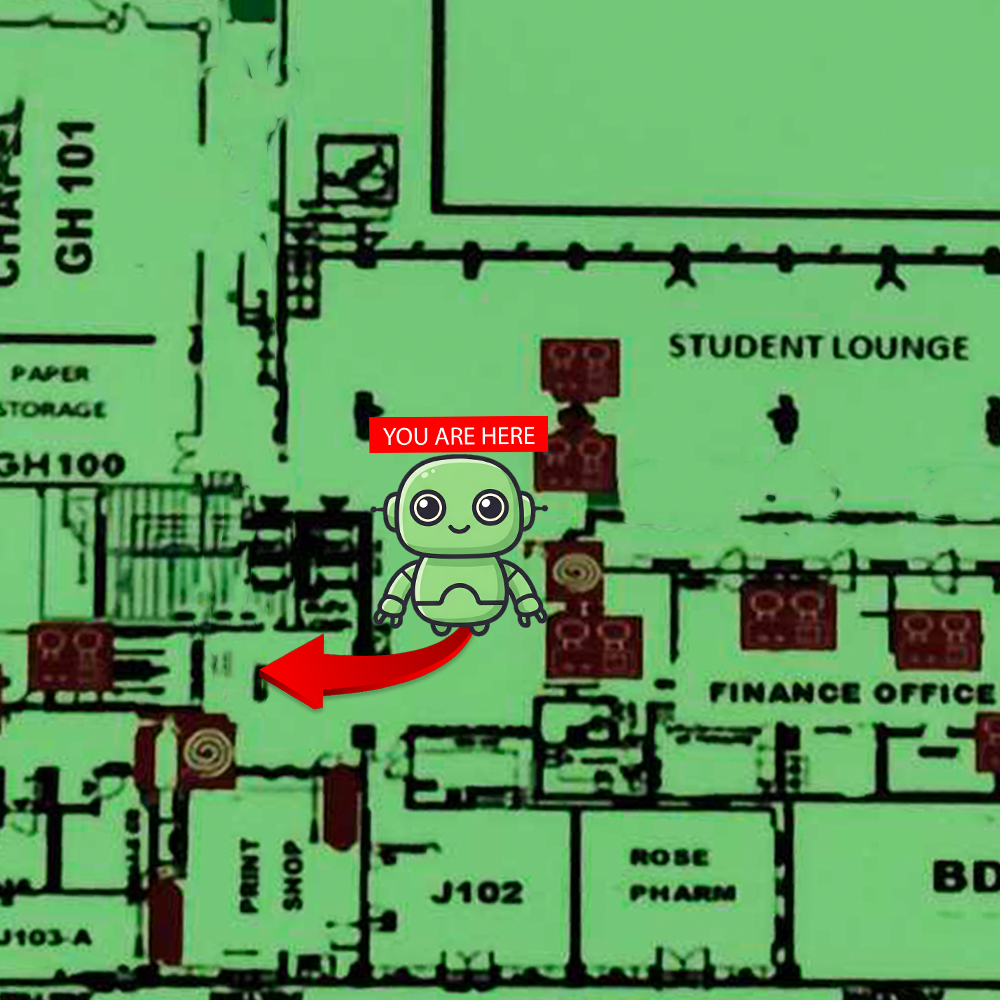 GH 101
STUDENT LOUNGE
PAPER
STORAGE
GH100
YOU ARE HERE
FINANCE OFFICE
PRINT
SHOP
J102
ROSE
PHARM
BD
J103-A